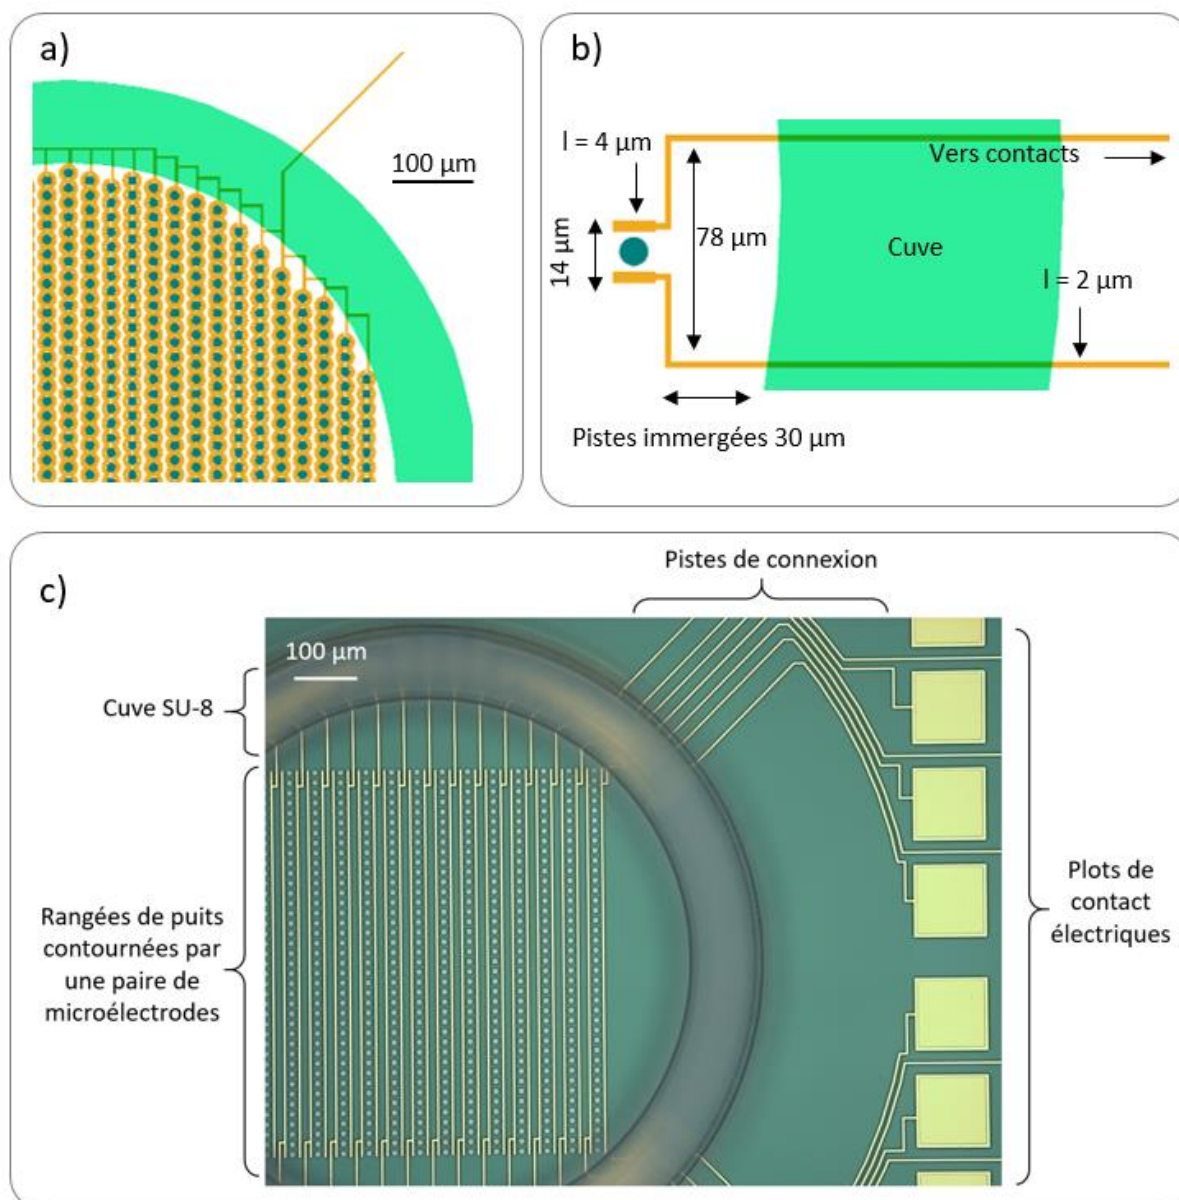 a)
100 µm
b)
l = 4 µm
Vers contacts
14 µm
78 µm
Cuve
l = 2 µm
Pistes immergées 30 µm
c)
Pistes de connexion
100 µm
Cuve SU-8
Rangées de puits
contournées par
une paire de
microélectrodes
Plots de
contact
électriques